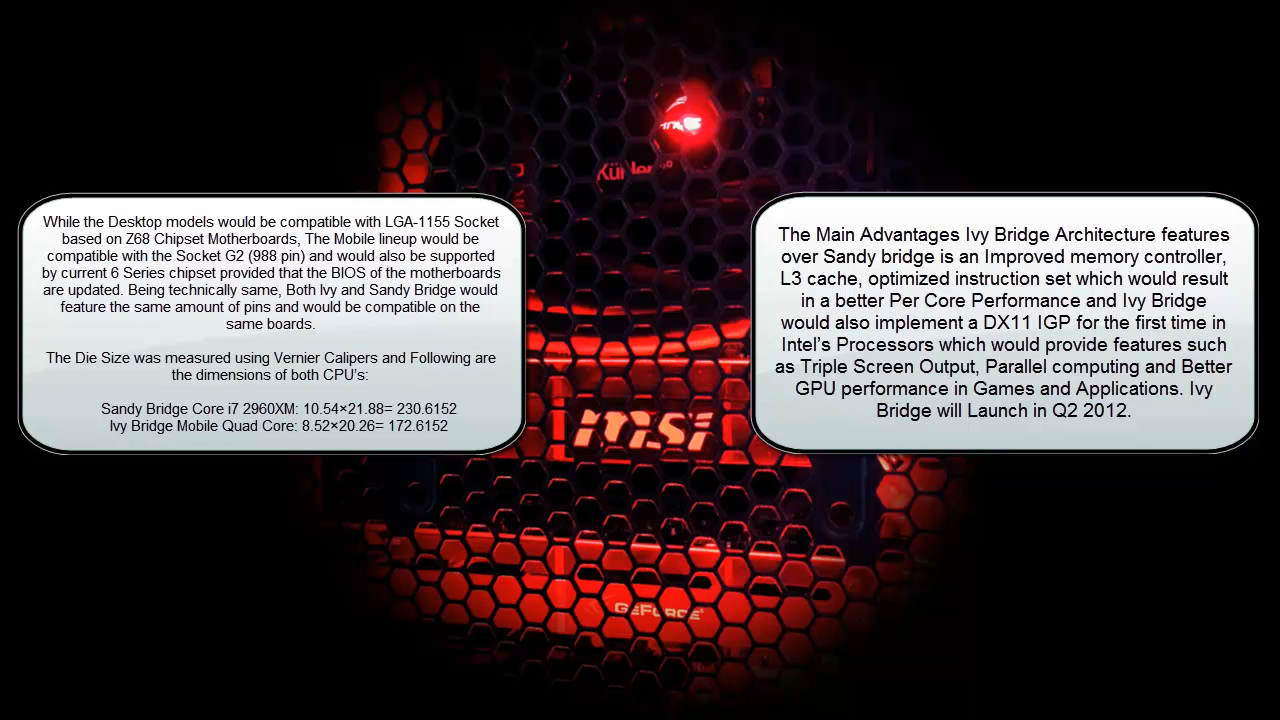 While the Desktop models would be compatible with LGA-1155 Socket
based on Z68 Chipset Motherboards, The Mobile lineup would be
compatible with the Socket G2 (988 pin) and would also be supported
by current 6 Series chipset provided that the BIOS of the motherboards
are updated. Being technically same, Both Ivy and Sandy Bridge would
feature the same amount of pins and would be compatible on the
same boards.
The Die Size was measured using Vernier Calipers and Following are
the dimensions of both CPU's:
Sandy Bridge Core i7 2960XM: 10.54×21.88= 230.6152
Ivy Bridge Mobile Quad Core: 8.52×20.26= 172.6152
The Main Advantages Ivy Bridge Architecture features
over Sandy bridge is an Improved memory controller,
L3 cache, optimized instruction set which would result
in a better Per Core Performance and Ivy Bridge
would also implement a DX11 IGP for the first time in
Intel's Processors which would provide features such
as Triple Screen Output, Parallel computing and Better
GPU performance in Games and Applications. Ivy
Bridge will Launch in Q2 2012.
msi
GEFORCE